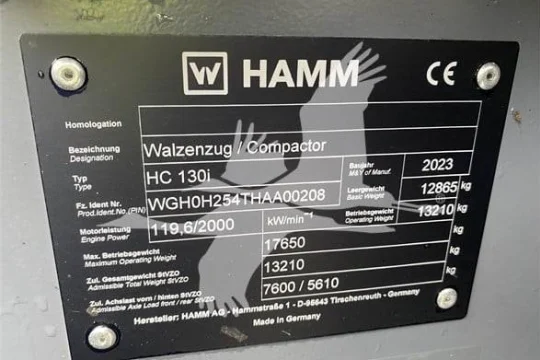 W HAMM CE
Homologation
Bezeichnung Walzenzug / Compactor
Designation
Typ HC 130i Baujahr 2023
Type M&Y of Manuf.
Fz. Ident Nr. WGH0H254THAA00208 Leergewicht 12865 kg
Prod.Ident.No.(PIN) Basic Weight
Motorleistung 119,6/2000 kW/min⁻¹ Betriebsgewicht 13210 kg
Engine Power Operating Weight
Max. Betriebsgewicht 17650 kg
Maximum Operating Weight
Zul. Gesamtgewicht StVZO 13210 kg
Admissible Total Weight StVZO
Zul. Achslast vorn / hinten StVZO 7600 / 5610 kg
Admissible Axle Load front / rear StVZO
Hersteller: HAMM AG - Hammstraße 1 - D-95643 Tirschenreuth - Germany
Made in Germany